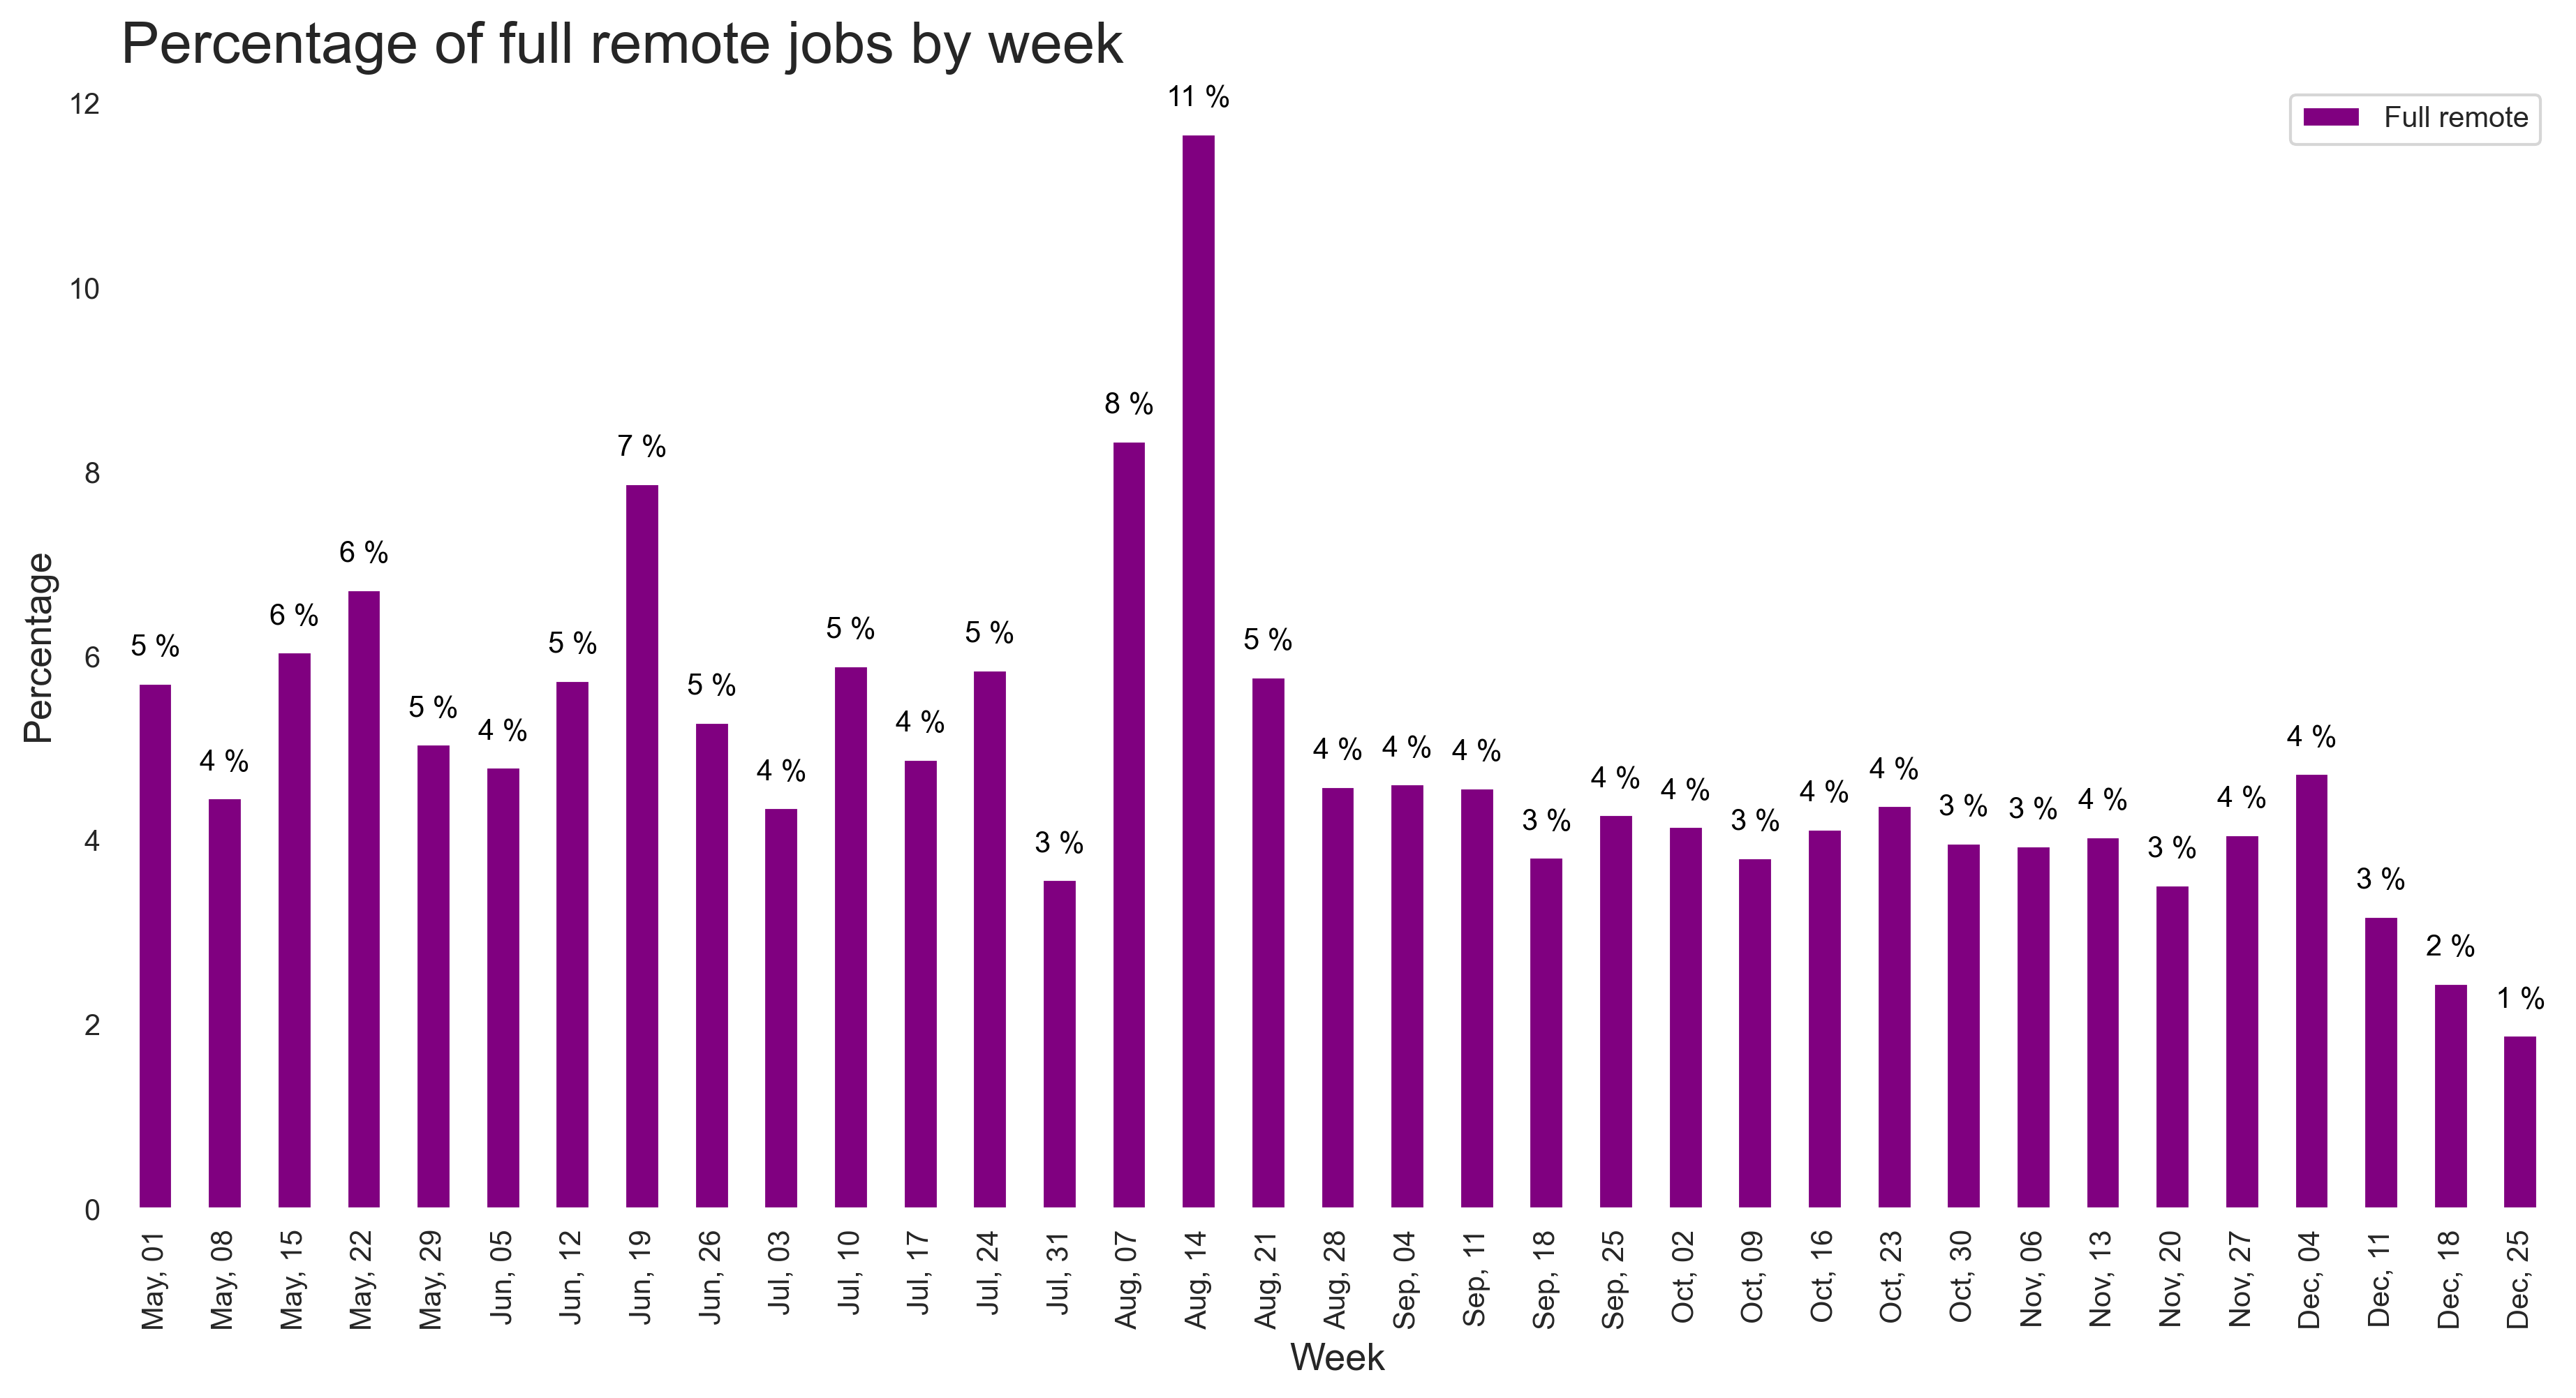 Percentage of full remote jobs by week
Full remote
Percentage
12
10
8
6
4
2
0
5 %
4 %
6 %
6 %
5 %
4 %
5 %
7 %
5 %
4 %
5 %
4 %
5 %
3 %
8 %
11 %
5 %
4 %
4 %
4 %
3 %
4 %
4 %
3 %
4 %
4 %
3 %
3 %
4 %
3 %
4 %
4 %
3 %
2 %
1 %
May, 01
May, 08
May, 15
May, 22
May, 29
Jun, 05
Jun, 12
Jun, 19
Jun, 26
Jul, 03
Jul, 10
Jul, 17
Jul, 24
Jul, 31
Aug, 07
Aug, 14
Aug, 21
Aug, 28
Sep, 04
Sep, 11
Sep, 18
Sep, 25
Oct, 02
Oct, 09
Oct, 16
Oct, 23
Oct, 30
Nov, 06
Nov, 13
Nov, 20
Nov, 27
Dec, 04
Dec, 11
Dec, 18
Dec, 25
Week